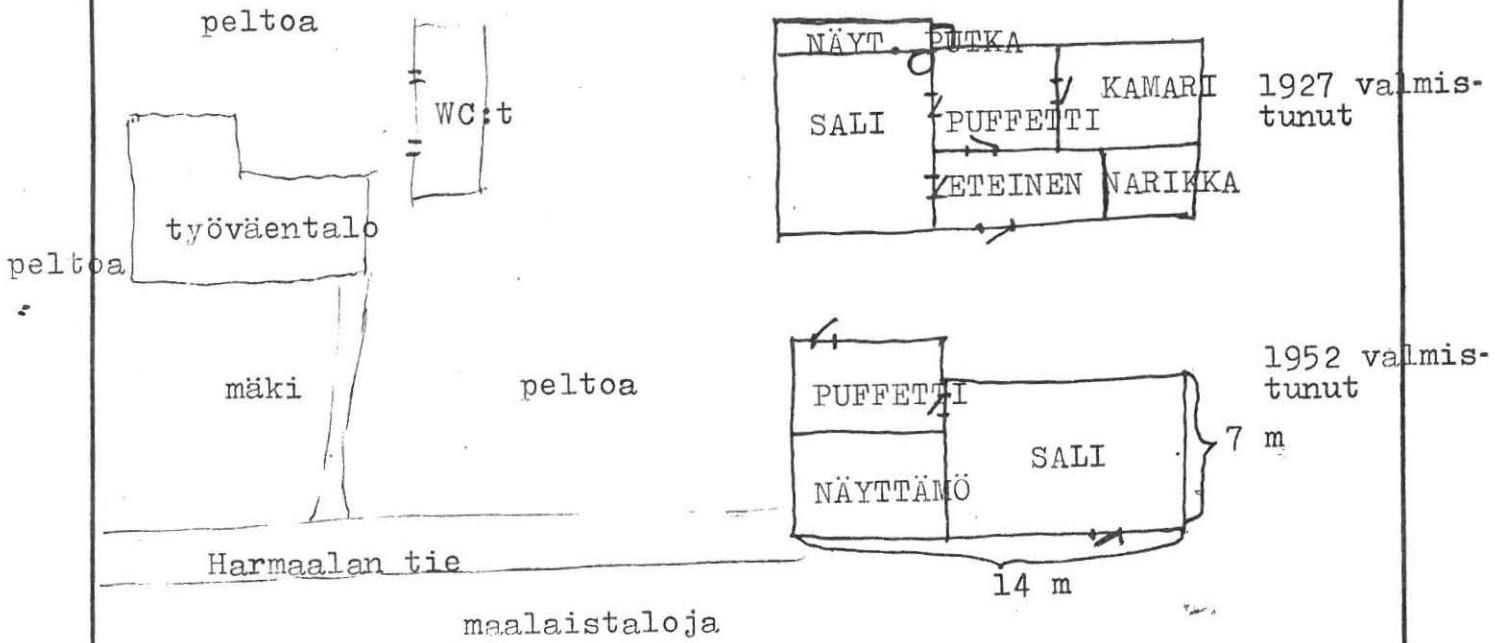 peltoa
WC:t
työväentalo
peltoa
mäki
peltoa
Harmaalan tie
maalaistaloja
NÄYT. PUTKA
KAMARI
SALI
PUFFETTI
ETEINEN
NARIKKA
1927 valmis-
tunut
PUFFETTI
SALI
NÄYTTÄMÖ
7 m
14 m
1952 valmis-
tunut